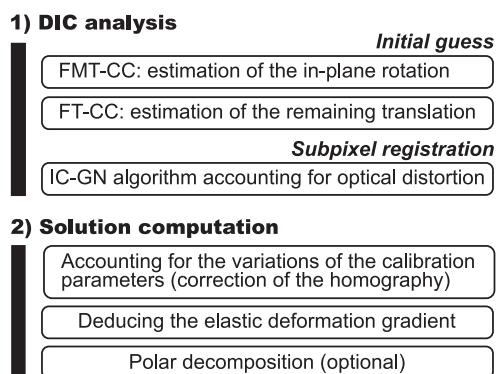 1) DIC analysis
Initial guess
FMT-CC: estimation of the in-plane rotation
FT-CC: estimation of the remaining translation
Subpixel registration
IC-GN algorithm accounting for optical distortion
2) Solution computation
Accounting for the variations of the calibration
parameters (correction of the homography)
Deducing the elastic deformation gradient
Polar decomposition (optional)